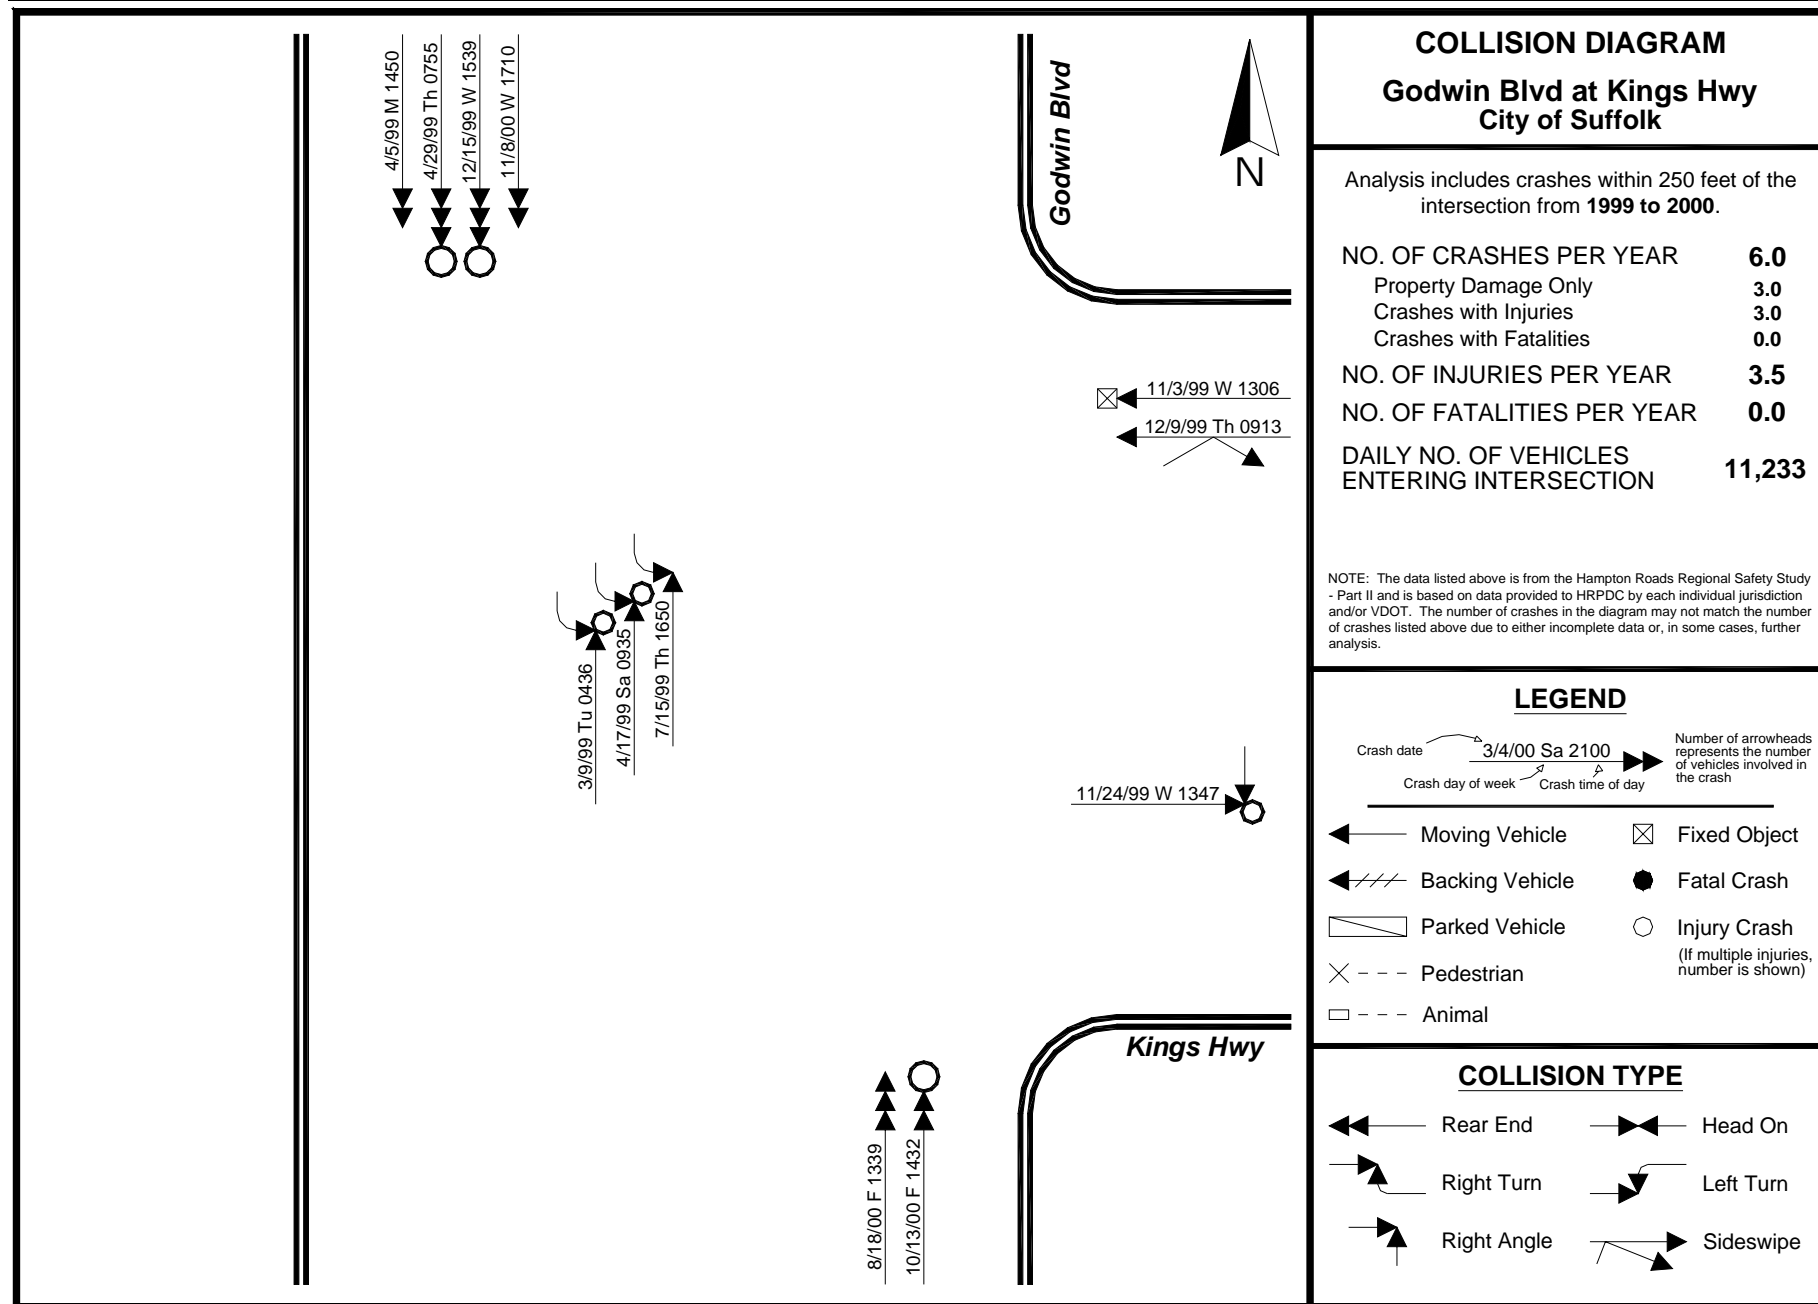 4/5/99 M 1450
4/29/99 Th 0755
12/15/99 W 1539
11/8/00 W 1710
Godwin Blvd
N
11/3/99 W 1306
12/9/99 Th 0913
3/9/99 Tu 0436
4/17/99 Sa 0935
7/15/99 Th 1650
11/24/99 W 1347
Kings Hwy
8/18/00 F 1339
10/13/00 F 1432
COLLISION DIAGRAM
Godwin Blvd at Kings Hwy
City of Suffolk
Analysis includes crashes within 250 feet of the
intersection from 1999 to 2000.
NO. OF CRASHES PER YEAR 6.0
Property Damage Only 3.0
Crashes with Injuries 3.0
Crashes with Fatalities 0.0
NO. OF INJURIES PER YEAR 3.5
NO. OF FATALITIES PER YEAR 0.0
DAILY NO. OF VEHICLES
ENTERING INTERSECTION 11,233
NOTE: The data listed above is from the Hampton Roads Regional Safety Study
- Part II and is based on data provided to HRPDC by each individual jurisdiction
and/or VDOT. The number of crashes in the diagram may not match the number
of crashes listed above due to either incomplete data or, in some cases, further
analysis.
LEGEND
Crash date
3/4/00 Sa 2100
Crash day of week
Crash time of day
Number of arrowheads
represents the number
of vehicles involved in
the crash
Moving Vehicle
Fixed Object
Backing Vehicle
Fatal Crash
Parked Vehicle
Injury Crash
(If multiple injuries,
number is shown)
Pedestrian
Animal
COLLISION TYPE
Rear End
Head On
Right Turn
Left Turn
Right Angle
Sideswipe